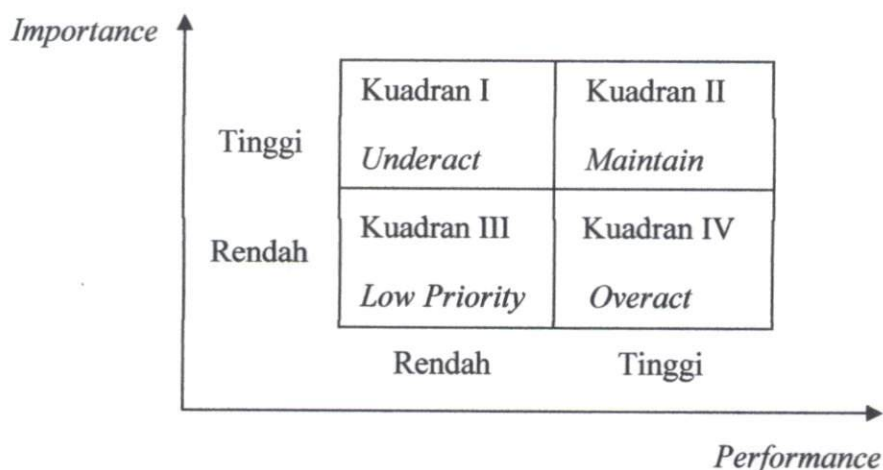 Importance
Kuadran I Kuadran II
Tinggi
Underact Maintain
Kuadran III Kuadran IV
Rendah
Low Priority Overact
Rendah Tinggi
Performance